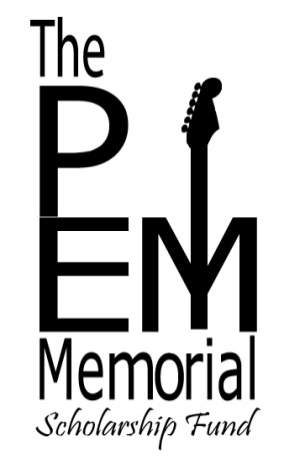 The
P
EM
Memorial
Scholarship Fund